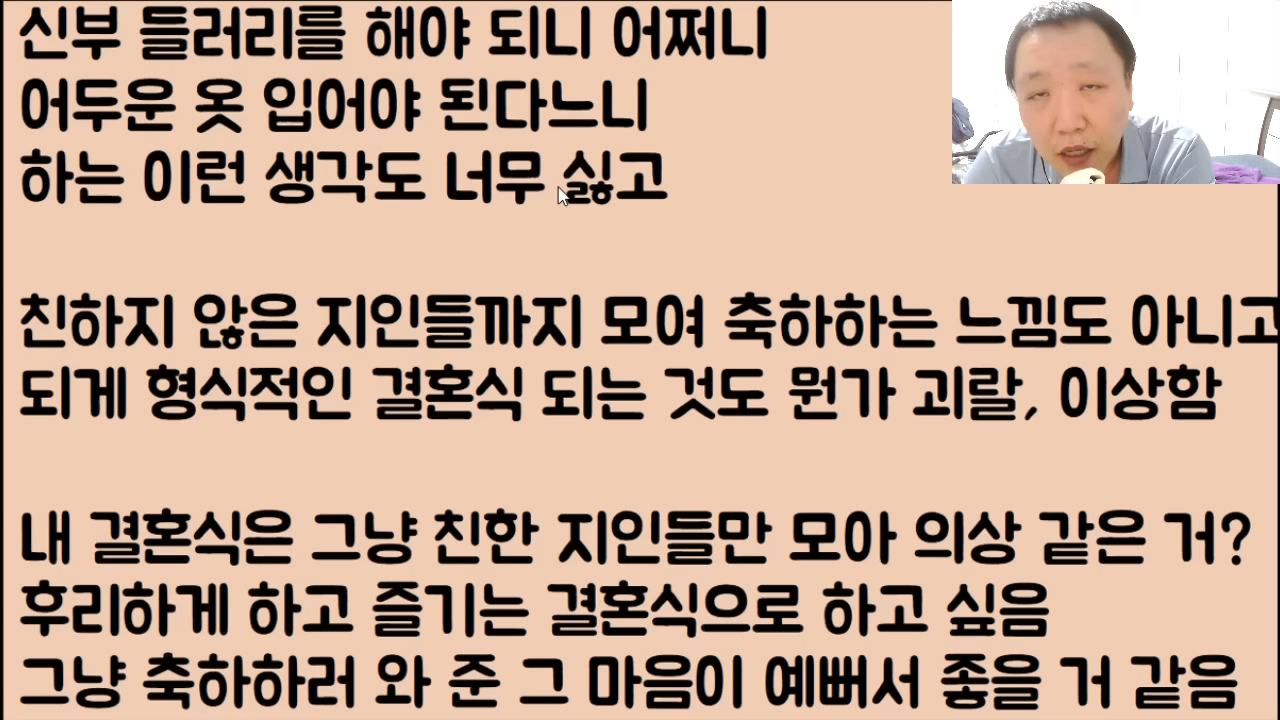 신부 들러리를 해야 되니 어쩌니
어두운 옷 입어야 된다느니
하는 이런 생각도 너무 싫고
친하지 않은 지인들까지 모여 축하하는 느낌도 아니고
되게 형식적인 결혼식 되는 것도 뭔가 괴랄, 이상함
내 결혼식은 그냥 친한 지인들만 모아 의상 같은 거?
후리하게 하고 즐기는 결혼식으로 하고 싶음
그냥 축하하러 와 준 그 마음이 예뻐서 좋을 거 같음